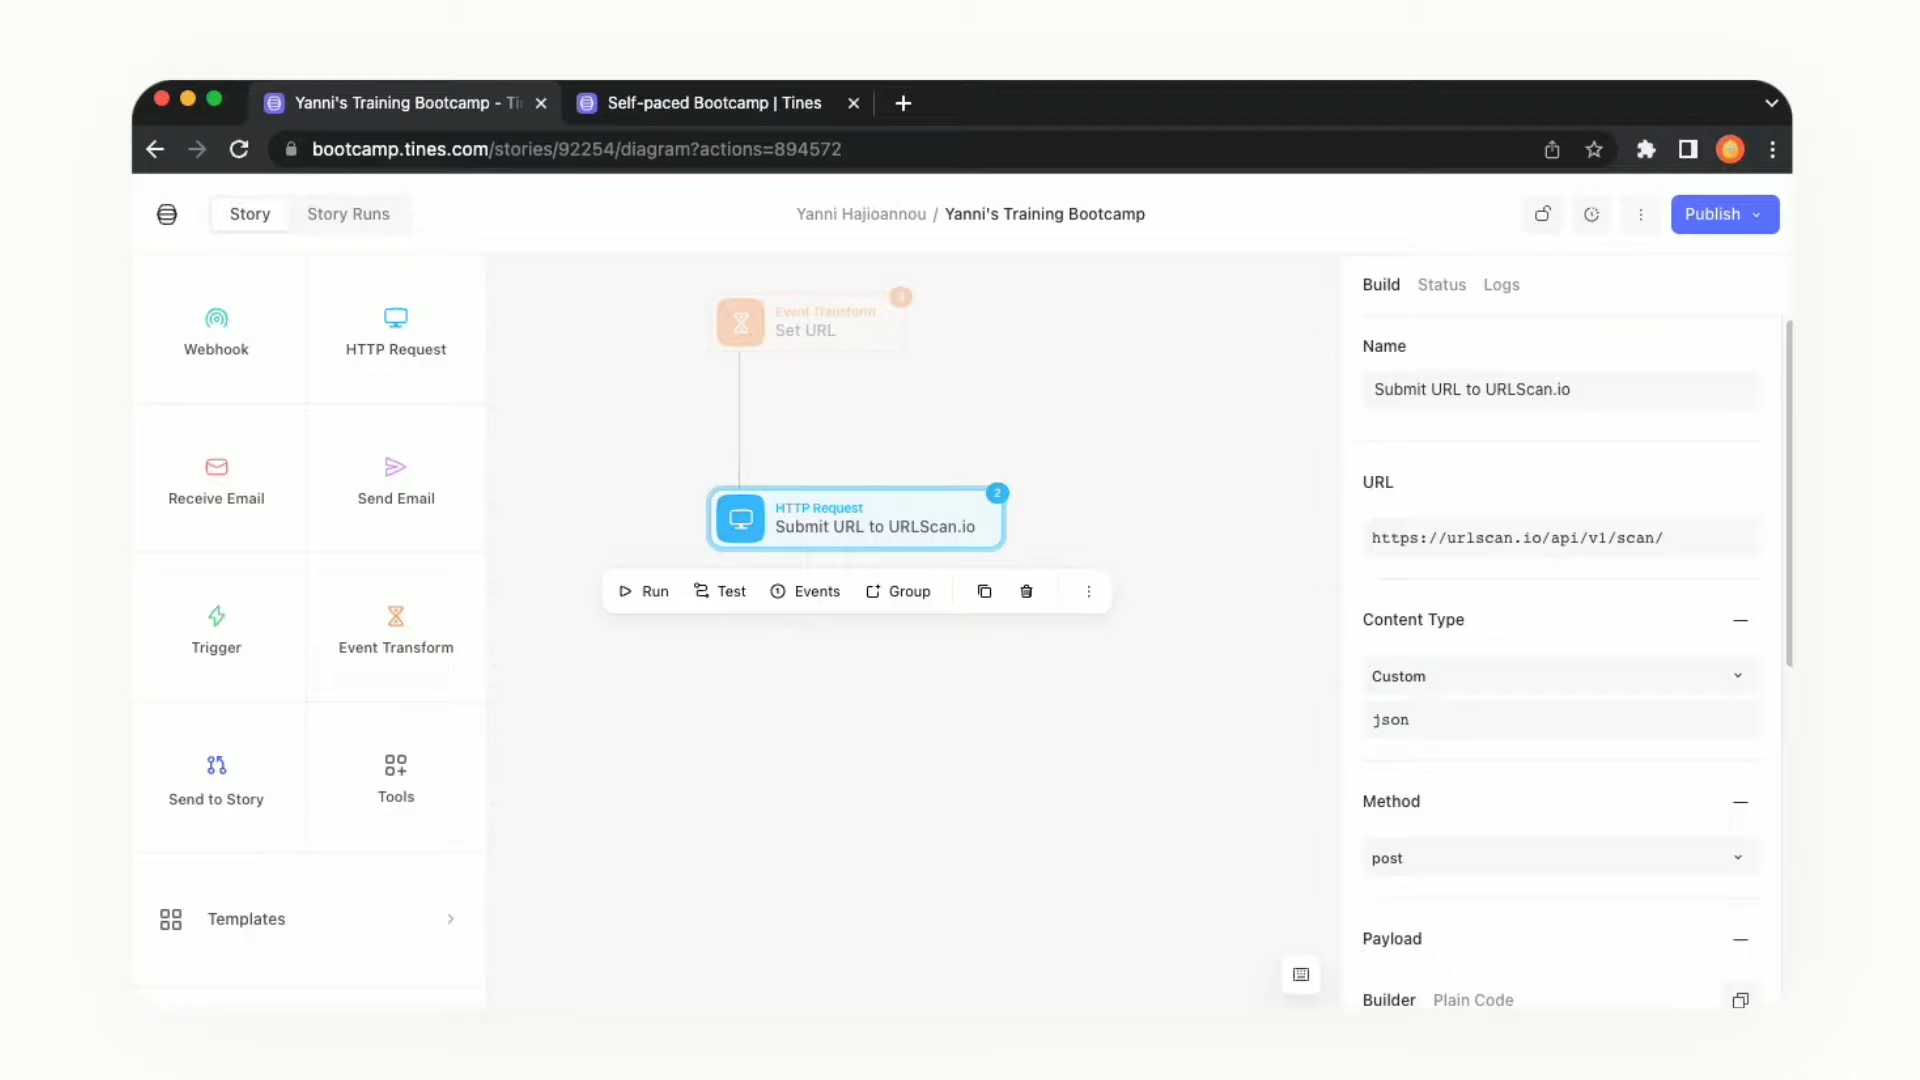 Yanni's Training Bootcamp - Ti
Self-paced Bootcamp | Tines
bootcamp.tines.com/stories/92254/diagram?actions=894572
Story
Story Runs
Yanni Hajioannou / Yanni's Training Bootcamp
Publish
Webhook
HTTP Request
Receive Email
Send Email
Trigger
Event Transform
Send to Story
Tools
Templates
Event Transform
Set URL
2
HTTP Request
Submit URL to URLScan.io
Run
Test
Events
Group
Build
Status
Logs
Name
Submit URL to URLScan.io
URL
https://urlscan.io/api/v1/scan/
Content Type
Custom
json
Method
post
Payload
Builder
Plain Code